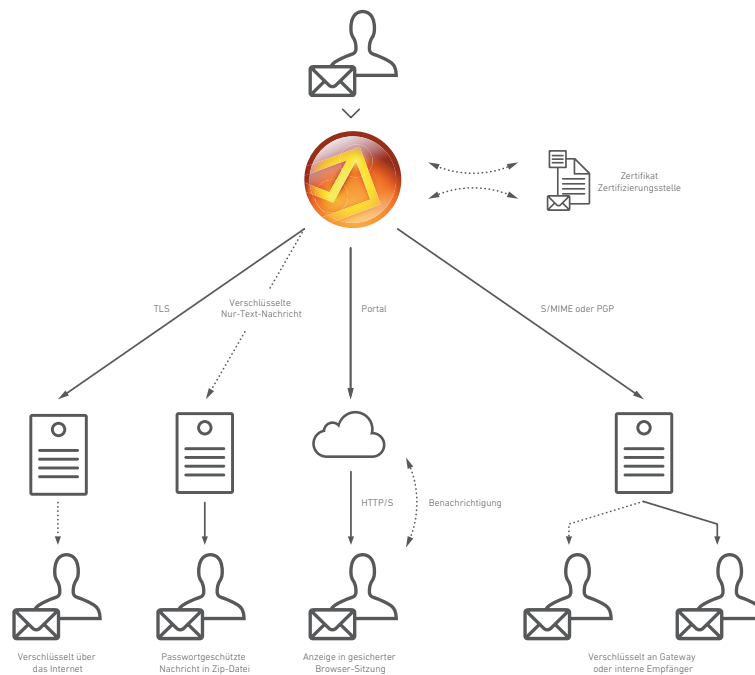 Zertifikat
Zertifizierungsstelle
TLS
Verschlüsselte
Nur-Text-Nachricht
Portal
S/MIME oder PGP
HTTP/S
Benachrichtigung
Verschlüsselt über
das Internet
Passwortgeschützte
Nachricht in Zip-Datei
Anzeige in gesicherter
Browser-Sitzung
Verschlüsselt an Gateway
oder interne Empfänger